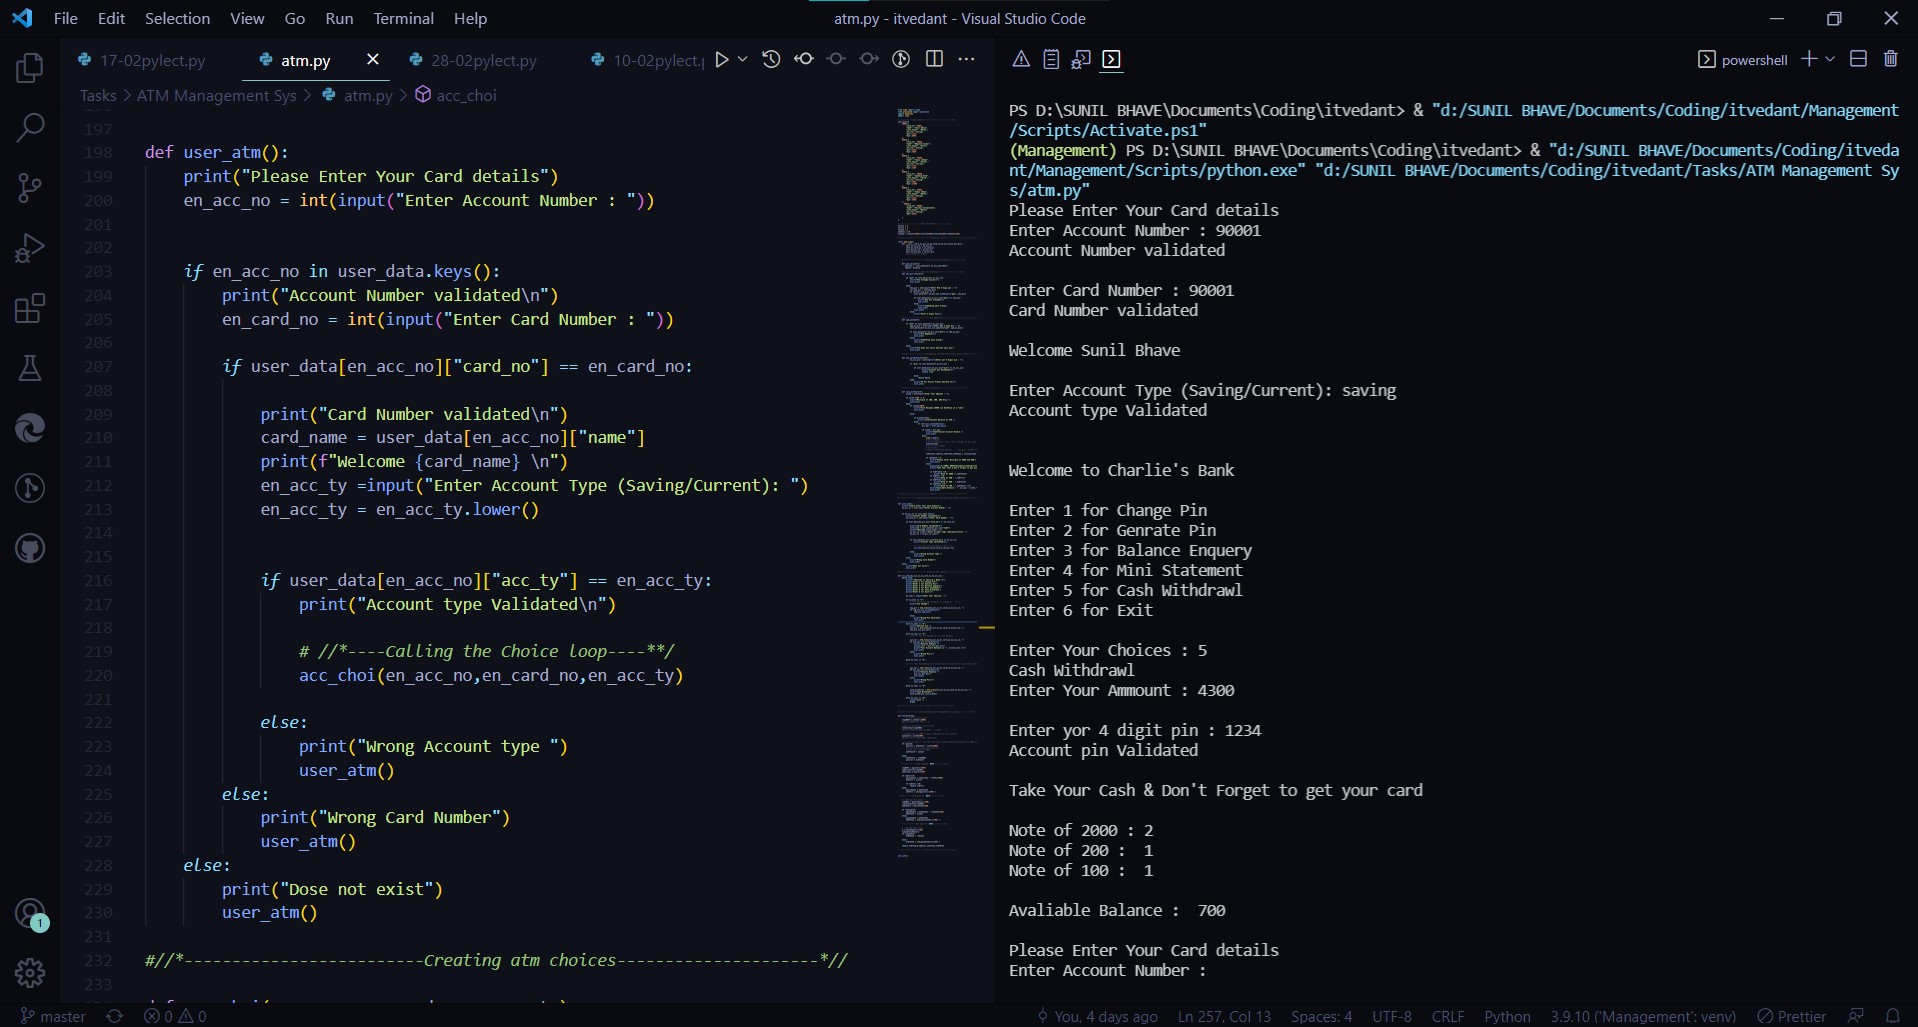 File Edit Selection View Go Run Terminal Help
atm.py - itvedant - Visual Studio Code
17-02pylect.py atm.py 28-02pylect.py 10-02pylect.
Tasks > ATM Management Sys > atm.py > acc_choi
197
198 def user_atm():
199 print("Please Enter Your Card details")
200 en_acc_no = int(input("Enter Account Number : "))
201
202
203 if en_acc_no in user_data.keys():
204 print("Account Number validated\n")
205 en_card_no = int(input("Enter Card Number : "))
206
207 if user_data[en_acc_no]["card_no"] == en_card_no:
208
209 print("Card Number validated\n")
210 card_name = user_data[en_acc_no]["name"]
211 print(f"Welcome {card_name} \n")
212 en_acc_ty =input("Enter Account Type (Saving/Current): ")
213 en_acc_ty = en_acc_ty.lower()
214
215
216 if user_data[en_acc_no]["acc_ty"] == en_acc_ty:
217 print("Account type Validated\n")
218
219 # //*----Calling the Choice loop----**/
220 acc_choi(en_acc_no,en_card_no,en_acc_ty)
221
222 else:
223 print("Wrong Account type ")
224 user_atm()
225 else:
226 print("Wrong Card Number")
227 user_atm()
228 else:
229 print("Dose not exist")
230 user_atm()
231
232 #//*-------------------------Creating atm choices---------------------*//
233
powershell
PS D:\SUNIL BHAVE\Documents\Coding\itvedant> & "d:/SUNIL BHAVE/Documents/Coding/itvedant/Management
/Scripts/Activate.ps1"
(Management) PS D:\SUNIL BHAVE\Documents\Coding\itvedant> & "d:/SUNIL BHAVE/Documents/Coding/itveda
nt/Management/Scripts/python.exe" "d:/SUNIL BHAVE/Documents/Coding/itvedant/Tasks/ATM Management Sy
s/atm.py"
Please Enter Your Card details
Enter Account Number : 90001
Account Number validated
Enter Card Number : 90001
Card Number validated
Welcome Sunil Bhave
Enter Account Type (Saving/Current): saving
Account type Validated
Welcome to Charlie's Bank
Enter 1 for Change Pin
Enter 2 for Genrate Pin
Enter 3 for Balance Enquery
Enter 4 for Mini Statement
Enter 5 for Cash Withdrawl
Enter 6 for Exit
Enter Your Choices : 5
Cash Withdrawl
Enter Your Ammount : 4300
Enter yor 4 digit pin : 1234
Account pin Validated
Take Your Cash & Don't Forget to get your card
Note of 2000 : 2
Note of 200 : 1
Note of 100 : 1
Avaliable Balance : 700
Please Enter Your Card details
Enter Account Number :
1
master 0 0 You, 4 days ago Ln 257, Col 13 Spaces: 4 UTF-8 CRLF Python 3.9.10 ('Management': venv) Prettier